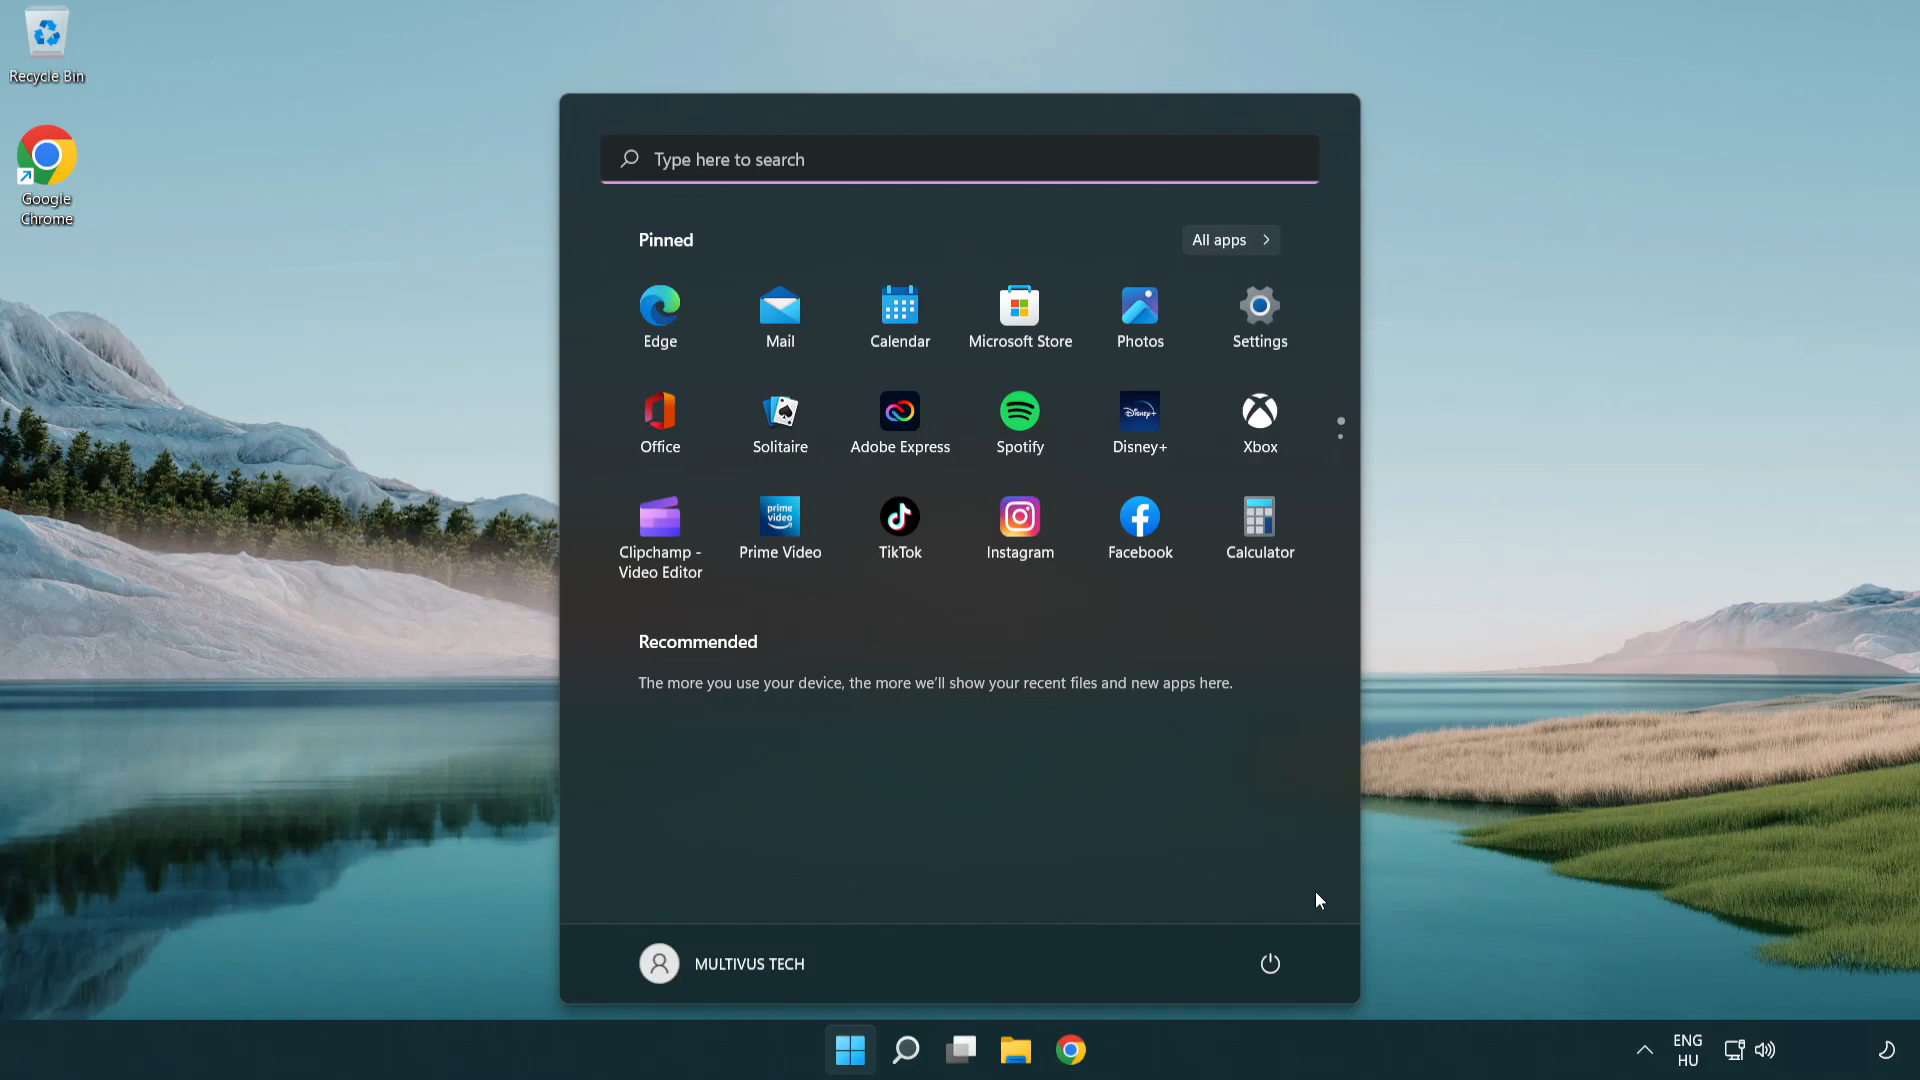 Recycle Bin
Google
Chrome
Type here to search
Pinned
All apps
Edge
Mail
Calendar
Microsoft Store
Photos
Settings
Office
Solitaire
Adobe Express
Spotify
Disney+
Disney+
Xbox
prime
video
Clipchamp -
Video Editor
Prime Video
TikTok
Instagram
Facebook
Calculator
Recommended
The more you use your device, the more we'll show your recent files and new apps here.
MULTIVUS TECH
ENG
HU